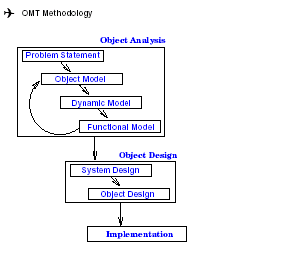 OMT Methodology
Object Analysis
Problem Statement
Object Model
Dynamic Model
Functional Model
Object Design
System Design
Object Design
Implementation